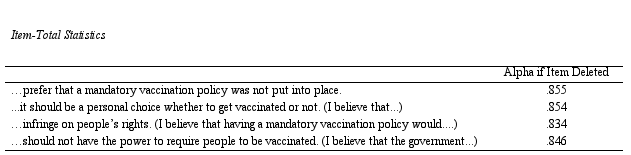 Item-Total Statistics
Alpha if Item Deleted
…prefer that a mandatory vaccination policy was not put into place. .855
...it should be a personal choice whether to get vaccinated or not. (I believe that...) .854
…infringe on people’s rights. (I believe that having a mandatory vaccination policy would....) .834
…should not have the power to require people to be vaccinated. (I believe that the government...) .846